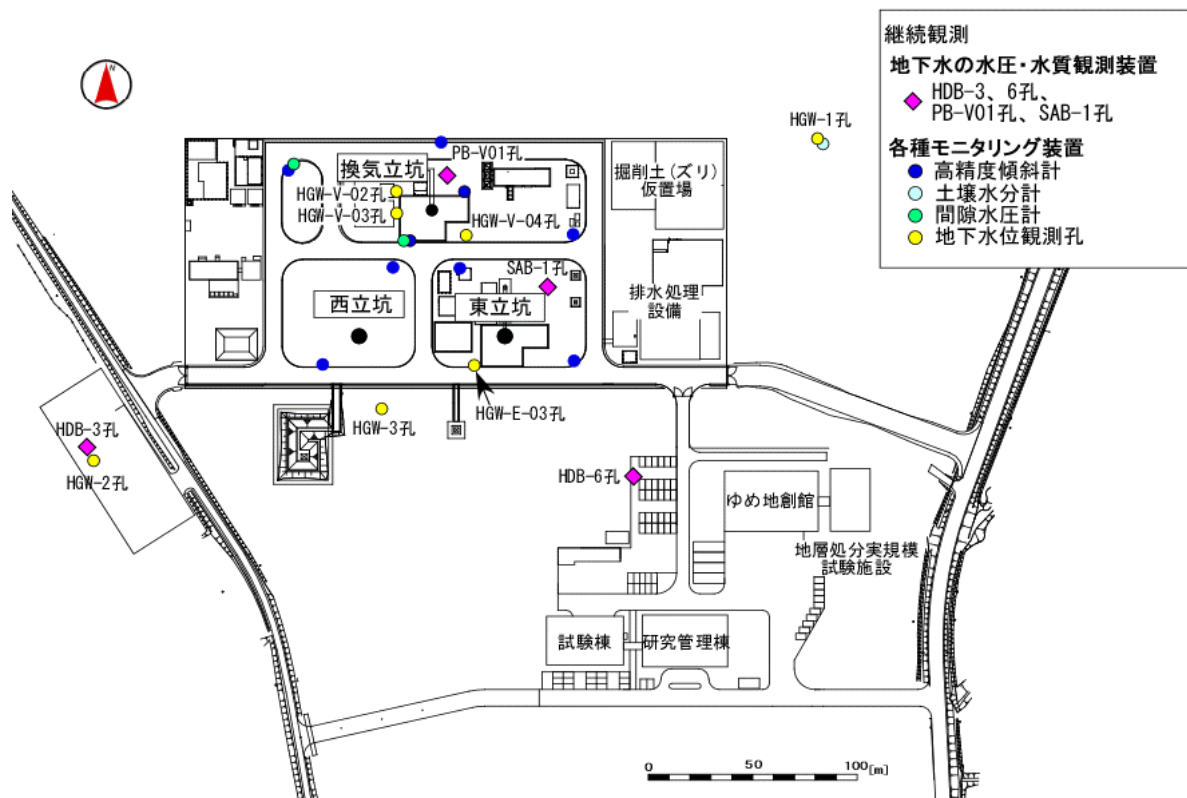 継続観測
地下水の水圧・水質観測装置
HDB-3、6孔、
PB-V01孔、SAB-1孔
各種モニタリング装置
高精度傾斜計
土壌水分計
間隙水圧計
地下水位観測孔
N
HGW-1孔
PB-V01孔
換気立坑
掘削土(ズリ)
仮置場
HGW-V-02孔
HGW-V-03孔
HGW-V-04孔
SAB-1孔
西立坑
東立坑
排水処理
設備
HGW-E-03孔
HGW-3孔
HDB-3孔
HGW-2孔
HDB-6孔
ゆめ地創館
地層処分実規模
試験施設
試験棟
研究管理棟
0 50 100[m]